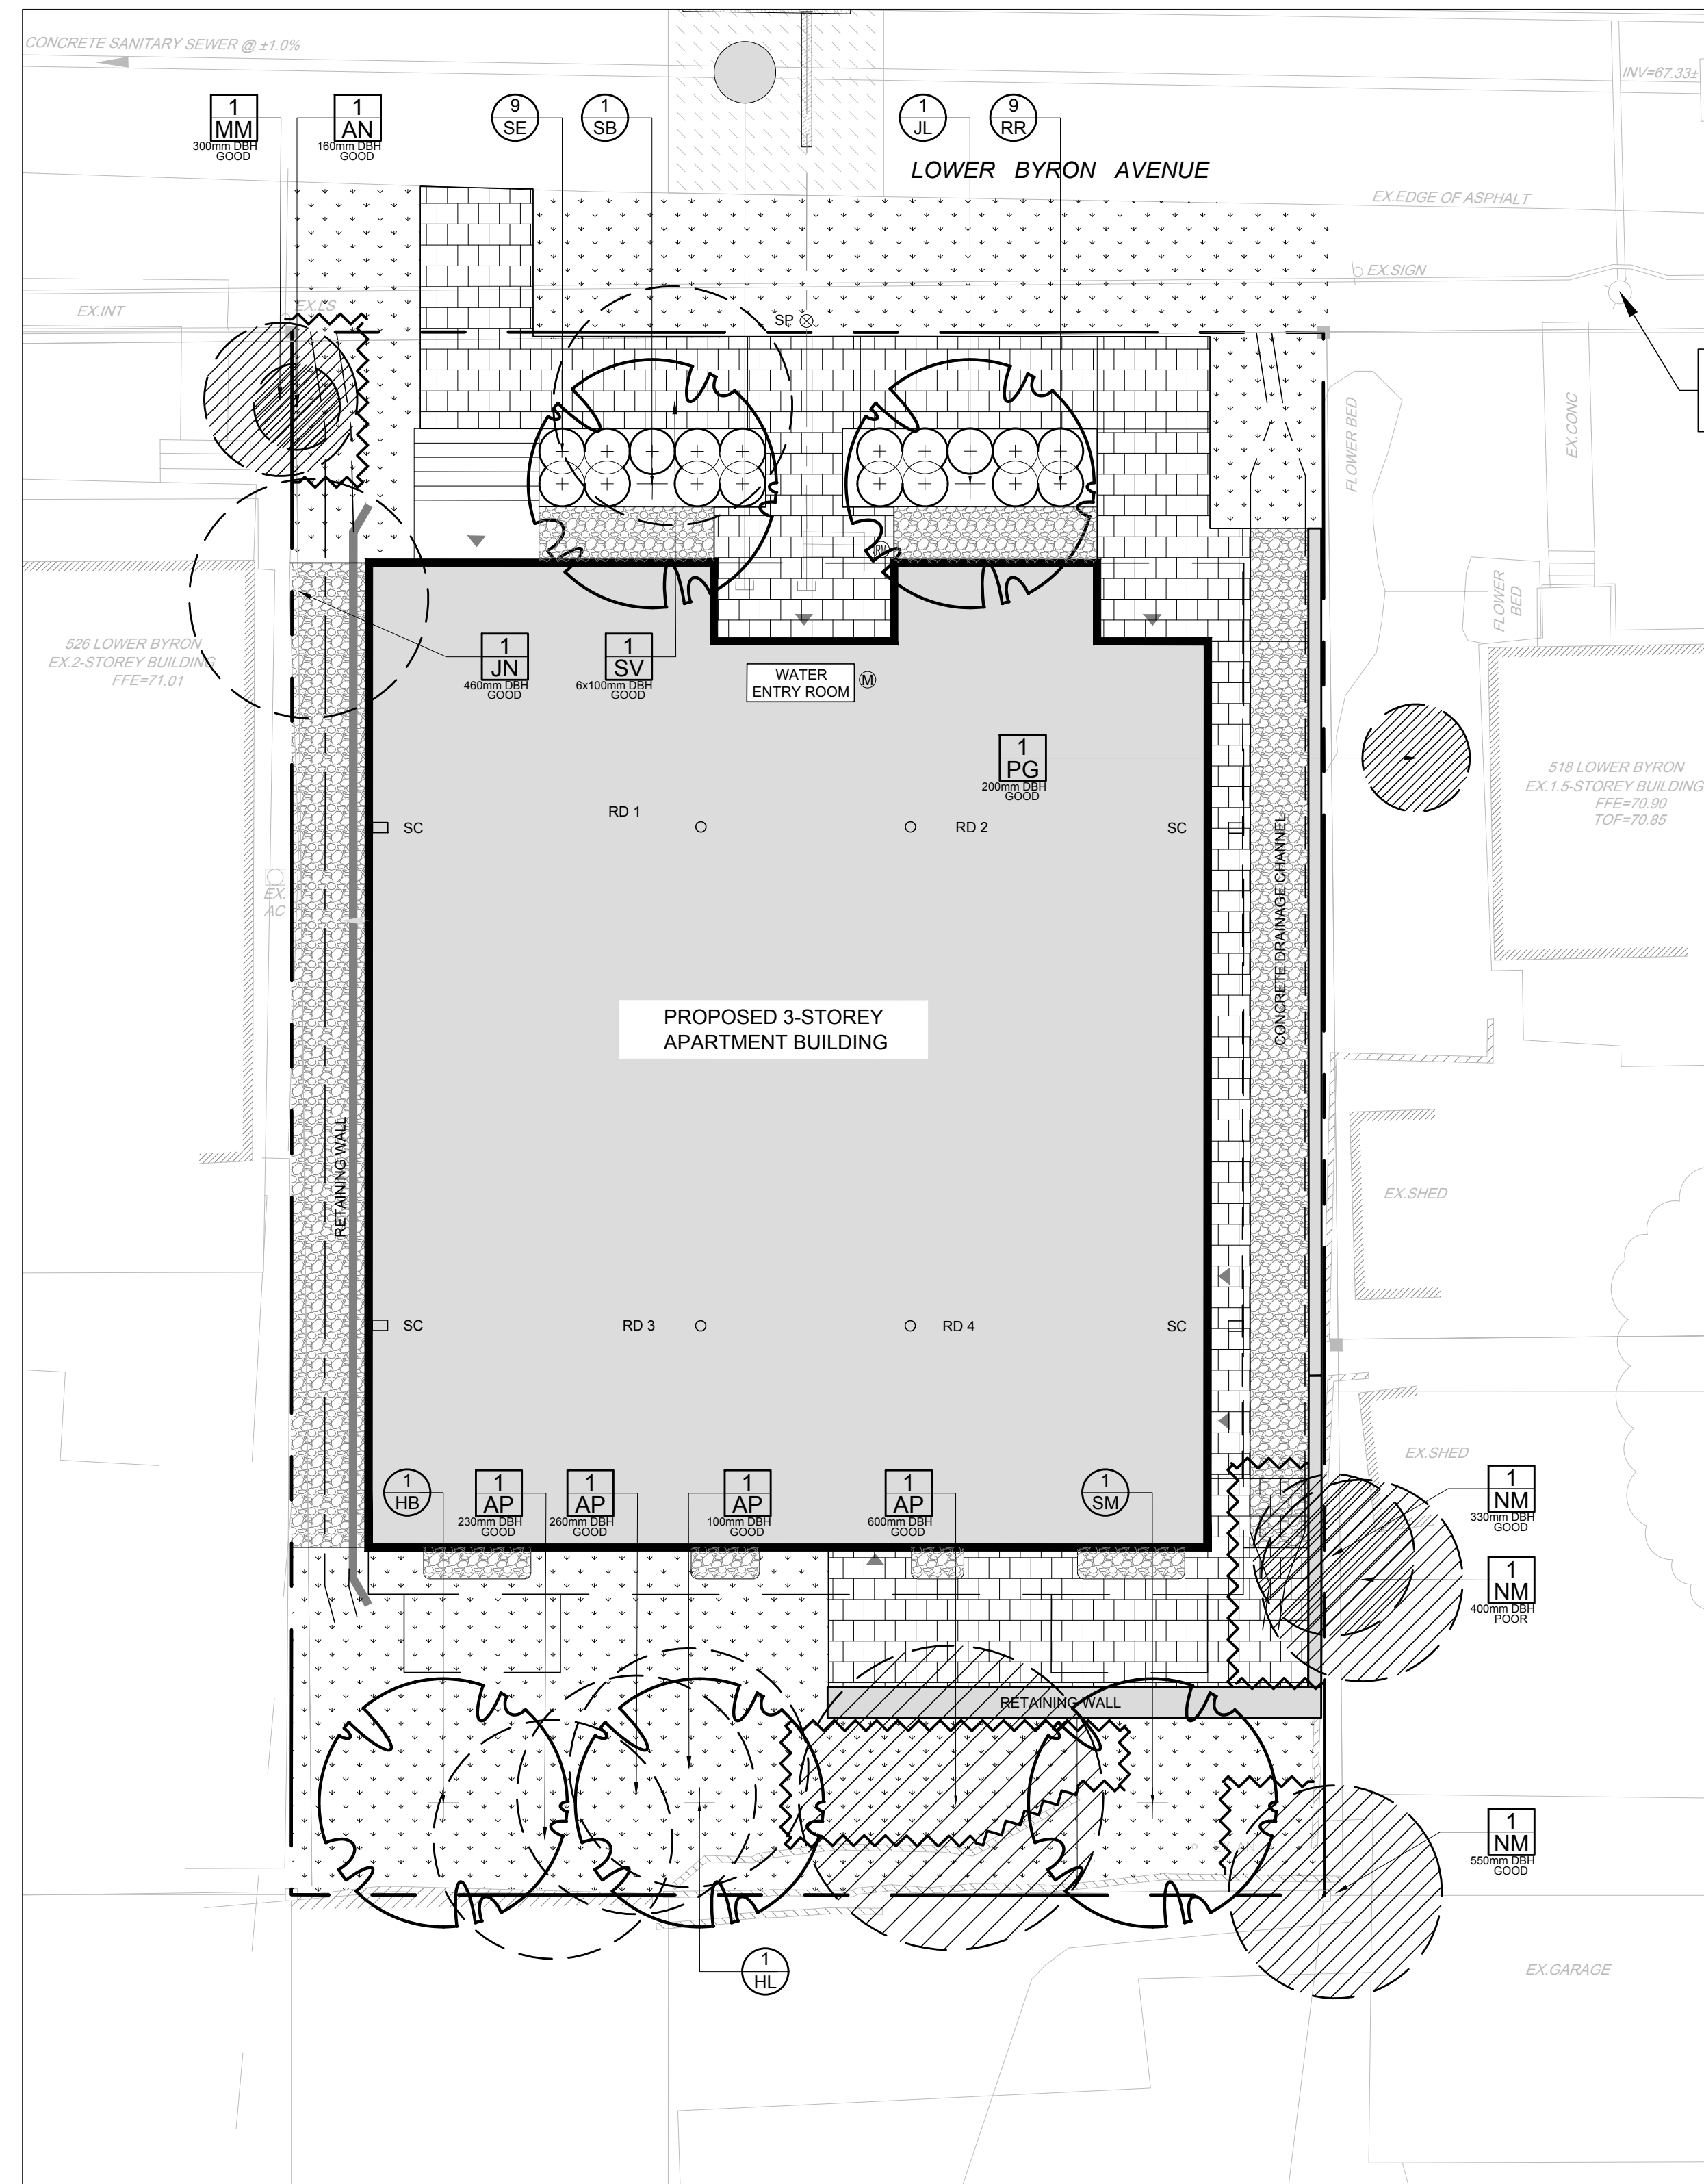 CONCRETE SANITARY SEWER @ ±1.0%
INV=67.33±
1
MM
300mm DBH
GOOD
1
AN
160mm DBH
GOOD
9
SE
1
SB
1
JL
9
RR
LOWER BYRON AVENUE
EX.EDGE OF ASPHALT
EX.SIGN
EX.INT
EX.LS
SP
FLOWER BED
EX.CONC
FLOWER
BED
526 LOWER BYRON
EX.2-STOREY BUILDING
FFE=71.01
1
JN
460mm DBH
GOOD
1
SV
6x100mm DBH
GOOD
WATER
ENTRY ROOM
M
1
PG
200mm DBH
GOOD
518 LOWER BYRON
EX.1.5-STOREY BUILDING
FFE=70.90
TOF=70.85
RD 1
RD 2
SC
SC
EX.
AC
CONCRETE DRAINAGE CHANNEL
PROPOSED 3-STOREY
APARTMENT BUILDING
RETAINING WALL
EX.SHED
SC
RD 3
RD 4
SC
EX.SHED
1
HB
1
AP
230mm DBH
GOOD
1
AP
260mm DBH
GOOD
1
AP
100mm DBH
GOOD
1
AP
600mm DBH
GOOD
1
SM
1
NM
330mm DBH
GOOD
1
NM
400mm DBH
POOR
RETAINING WALL
1
NM
550mm DBH
GOOD
1
HL
EX.GARAGE